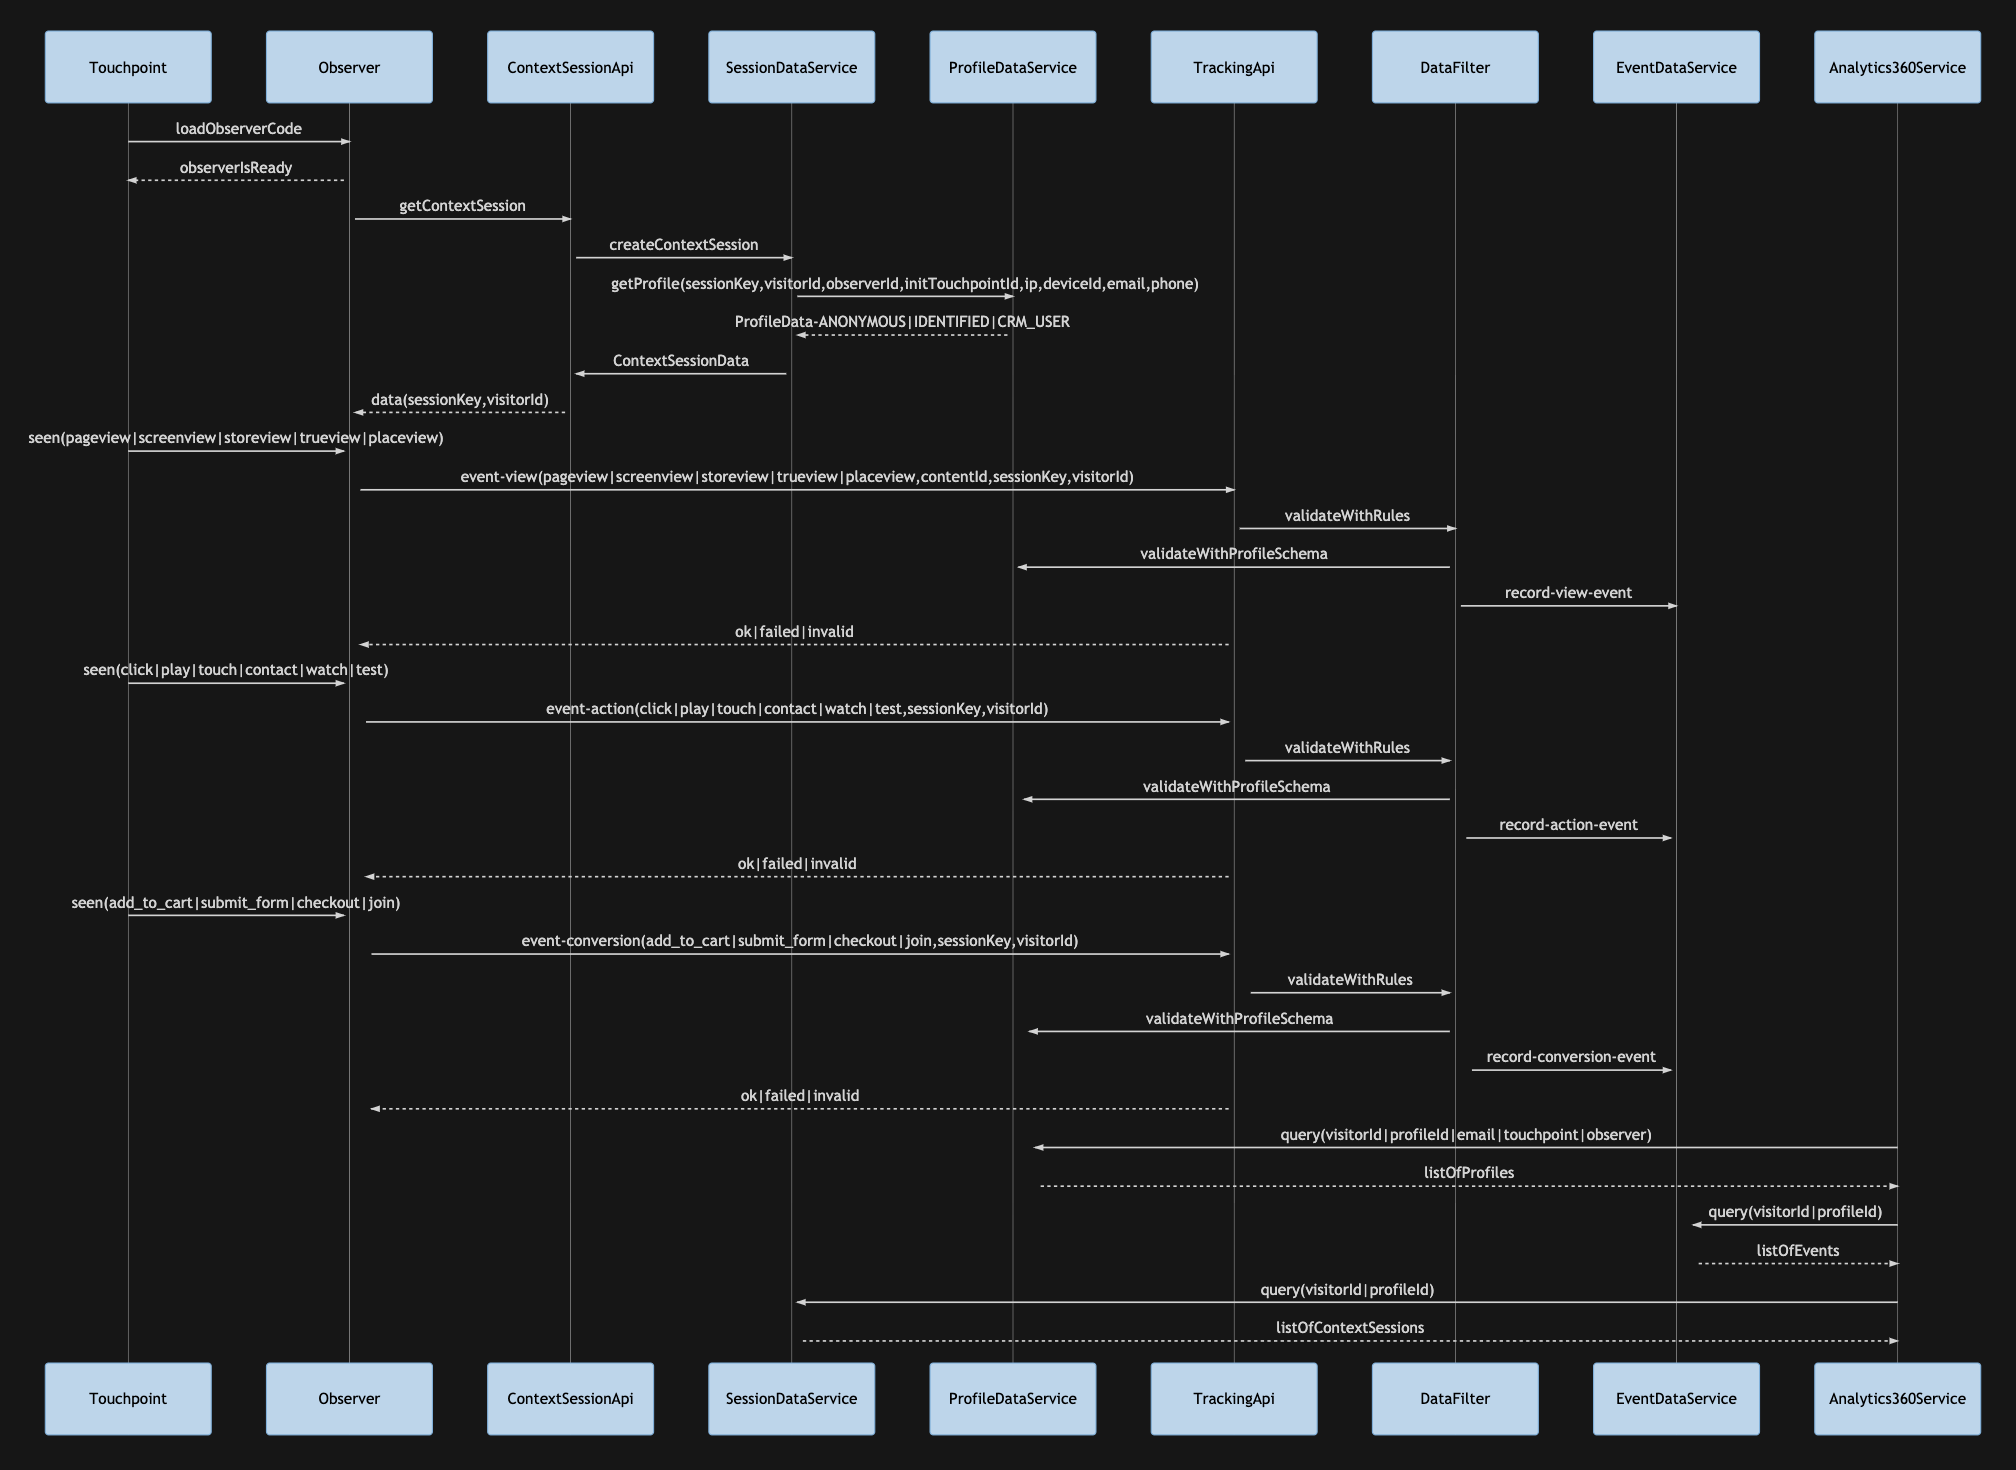 Touchpoint
Observer
ContextSessionApi
SessionDataService
ProfileDataService
TrackingApi
DataFilter
EventDataService
Analytics360Service
loadObserverCode
observerIsReady
getContextSession
createContextSession
getProfile(sessionKey,visitorId,observerId,initTouchpointId,ip,deviceId,email,phone)
ProfileData-ANONYMOUS|IDENTIFIED|CRM_USER
ContextSessionData
data(sessionKey,visitorId)
seen(pageview|screenview|storeview|trueview|placeview)
event-view(pageview|screenview|storeview|trueview|placeview,contentId,sessionKey,visitorId)
validateWithRules
validateWithProfileSchema
record-view-event
ok|failed|invalid
seen(click|play|touch|contact|watch|test)
event-action(click|play|touch|contact|watch|test,sessionKey,visitorId)
validateWithRules
validateWithProfileSchema
record-action-event
ok|failed|invalid
seen(add_to_cart|submit_form|checkout|join)
event-conversion(add_to_cart|submit_form|checkout|join,sessionKey,visitorId)
validateWithRules
validateWithProfileSchema
record-conversion-event
ok|failed|invalid
query(visitorId|profileId|email|touchpoint|observer)
listOfProfiles
query(visitorId|profileId)
listOfEvents
query(visitorId|profileId)
listOfContextSessions
Touchpoint
Observer
ContextSessionApi
SessionDataService
ProfileDataService
TrackingApi
DataFilter
EventDataService
Analytics360Service